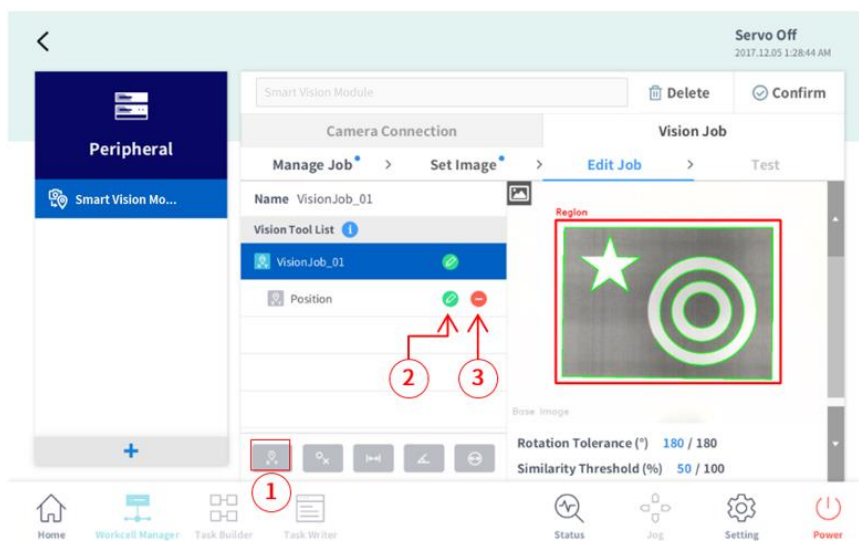 Servo Off
2017.12.05 1:28:44 AM
Peripheral
Smart Vision Mo...
+
Smart Vision Module
Delete
Confirm
Camera Connection
Vision Job
Manage Job > Set Image > Edit Job > Test
Name VisionJob_01
Vision Tool List i
VisionJob_01
Position
2
3
1
Region
Base Image
Rotation Tolerance (°) 180 / 180
Similarity Threshold (%) 50 / 100
Home
Workcell Manager
Task Builder
Task Writer
Status
Jog
Setting
Power